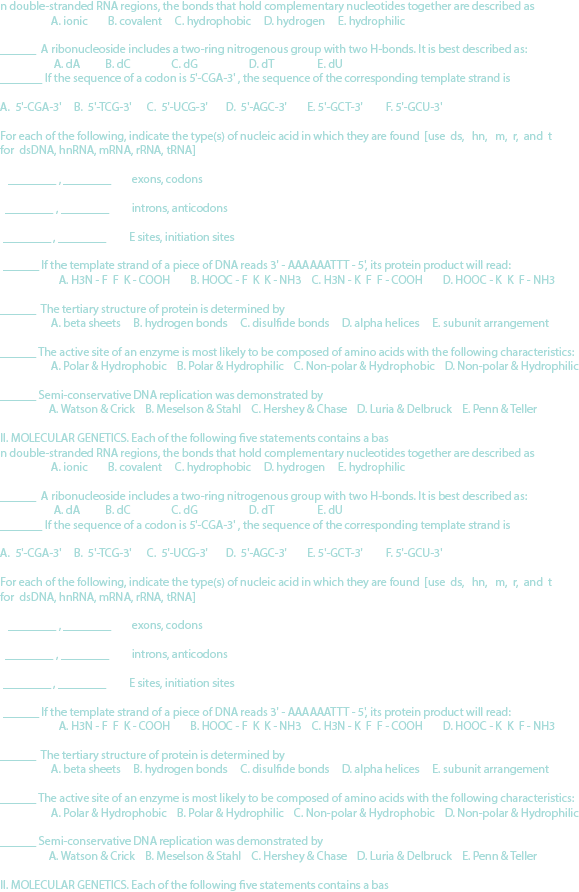 n double-stranded RNA regions, the bonds that hold complementary nucleotides together are described as
A. ionic B. covalent C. hydrophobic D. hydrogen E. hydrophilic
______ A ribonucleoside includes a two-ring nitrogenous group with two H-bonds. It is best described as:
A. dA B. dC C. dG D. dT E. dU
_______ If the sequence of a codon is 5'-CGA-3' , the sequence of the corresponding template strand is
A. 5'-CGA-3' B. 5'-TCG-3' C. 5'-UCG-3' D. 5'-AGC-3' E. 5'-GCT-3' F. 5'-GCU-3'
For each of the following, indicate the type(s) of nucleic acid in which they are found [use ds, hn, m, r, and t
for dsDNA, hnRNA, mRNA, rRNA, tRNA]
________ , ________ exons, codons
________ , ________ introns, anticodons
________ , ________ E sites, initiation sites
______ If the template strand of a piece of DNA reads 3' - AAAAAATTT - 5', its protein product will read:
A. H3N - F F K - COOH B. HOOC - F K K - NH3 C. H3N - K F F - COOH D. HOOC - K K F - NH3
______ The tertiary structure of protein is determined by
A. beta sheets B. hydrogen bonds C. disulfide bonds D. alpha helices E. subunit arrangement
______ The active site of an enzyme is most likely to be composed of amino acids with the following characteristics:
A. Polar & Hydrophobic B. Polar & Hydrophilic C. Non-polar & Hydrophobic D. Non-polar & Hydrophilic
______ Semi-conservative DNA replication was demonstrated by
A. Watson & Crick B. Meselson & Stahl C. Hershey & Chase D. Luria & Delbruck E. Penn & Teller
II. MOLECULAR GENETICS. Each of the following five statements contains a bas
n double-stranded RNA regions, the bonds that hold complementary nucleotides together are described as
A. ionic B. covalent C. hydrophobic D. hydrogen E. hydrophilic
______ A ribonucleoside includes a two-ring nitrogenous group with two H-bonds. It is best described as:
A. dA B. dC C. dG D. dT E. dU
_______ If the sequence of a codon is 5'-CGA-3' , the sequence of the corresponding template strand is
A. 5'-CGA-3' B. 5'-TCG-3' C. 5'-UCG-3' D. 5'-AGC-3' E. 5'-GCT-3' F. 5'-GCU-3'
For each of the following, indicate the type(s) of nucleic acid in which they are found [use ds, hn, m, r, and t
for dsDNA, hnRNA, mRNA, rRNA, tRNA]
________ , ________ exons, codons
________ , ________ introns, anticodons
________ , ________ E sites, initiation sites
______ If the template strand of a piece of DNA reads 3' - AAAAAATTT - 5', its protein product will read:
A. H3N - F F K - COOH B. HOOC - F K K - NH3 C. H3N - K F F - COOH D. HOOC - K K F - NH3
______ The tertiary structure of protein is determined by
A. beta sheets B. hydrogen bonds C. disulfide bonds D. alpha helices E. subunit arrangement
______ The active site of an enzyme is most likely to be composed of amino acids with the following characteristics:
A. Polar & Hydrophobic B. Polar & Hydrophilic C. Non-polar & Hydrophobic D. Non-polar & Hydrophilic
______ Semi-conservative DNA replication was demonstrated by
A. Watson & Crick B. Meselson & Stahl C. Hershey & Chase D. Luria & Delbruck E. Penn & Teller
II. MOLECULAR GENETICS. Each of the following five statements contains a bas